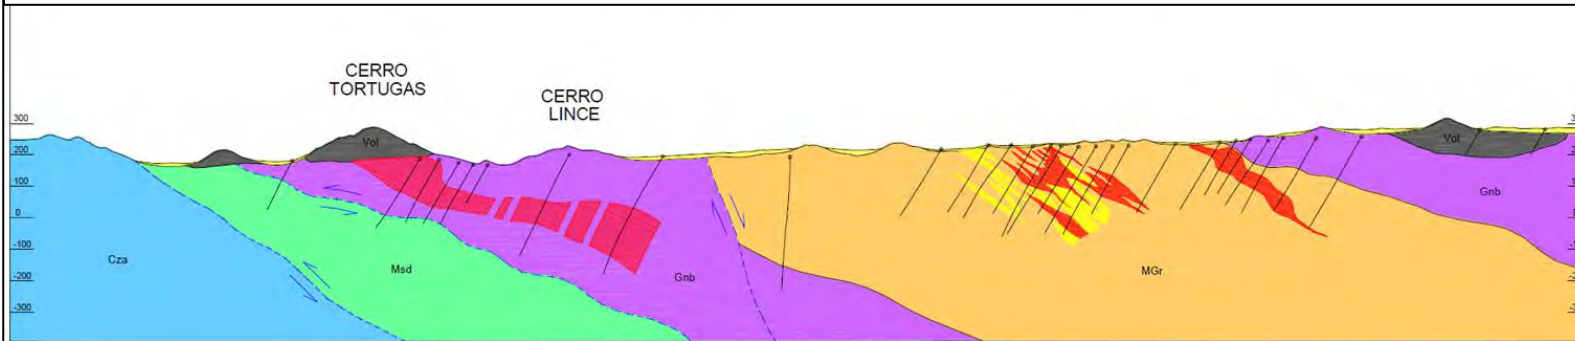 CERRO
TORTUGAS
CERRO
LINCE
300
200
100
0
-100
-200
-300
Vol
Cza
Msd
Gnb
MGr
Vol
Gnb